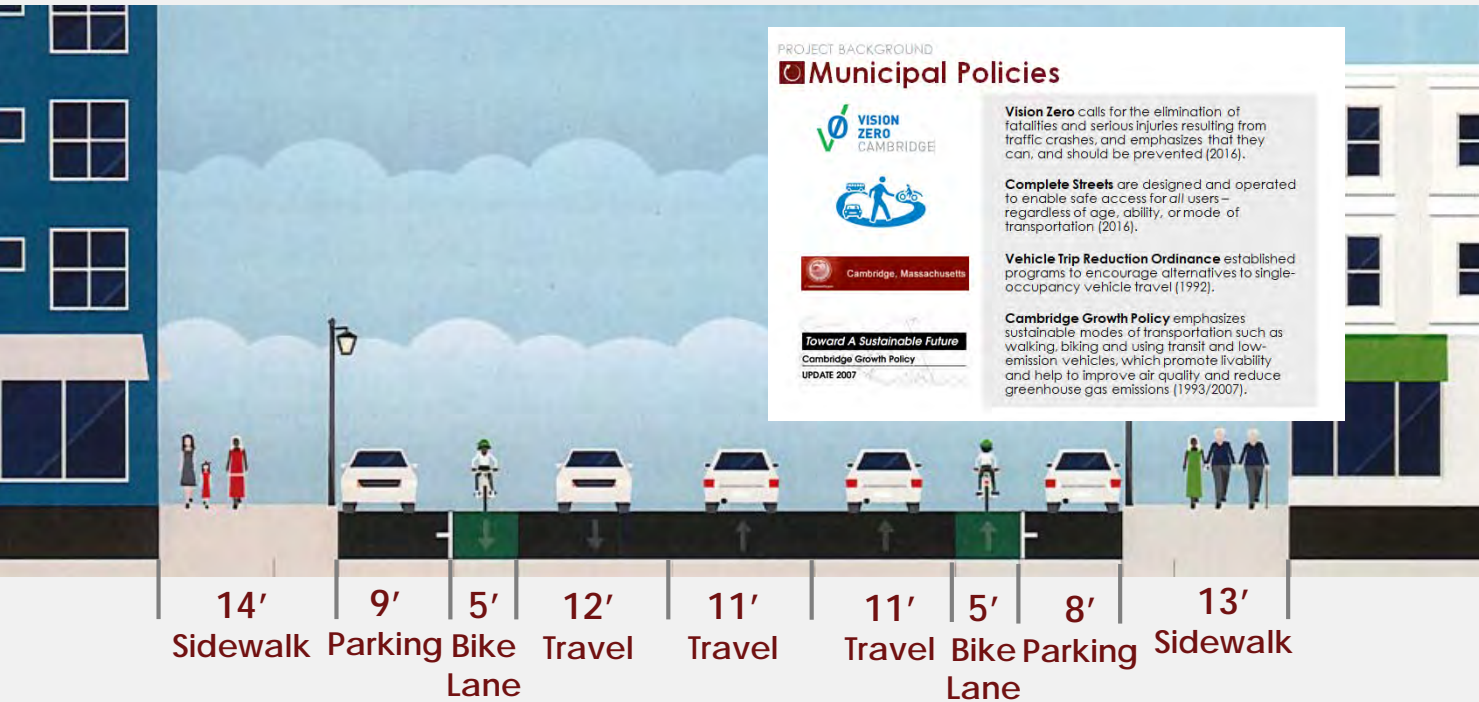 PROJECT BACKGROUND
Municipal Policies
VISION
ZERO
CAMBRIDGE
Vision Zero calls for the elimination of
fatalities and serious injuries resulting from
traffic crashes, and emphasizes that they
can, and should be prevented (2016).
Complete Streets are designed and operated
to enable safe access for all users –
regardless of age, ability, or mode of
transportation (2016).
Cambridge, Massachusetts
Vehicle Trip Reduction Ordinance established
programs to encourage alternatives to single-
occupancy vehicle travel (1992).
Toward A Sustainable Future
Cambridge Growth Policy
UPDATE 2007
Cambridge Growth Policy emphasizes
sustainable modes of transportation such as
walking, biking and using transit and low-
emission vehicles, which promote livability
and help to improve air quality and reduce
greenhouse gas emissions (1993/2007).
14' 9' 5' 12' 11' 11' 5' 8' 13'
Sidewalk Parking Bike Travel Travel Travel Bike Parking Sidewalk
Lane Lane